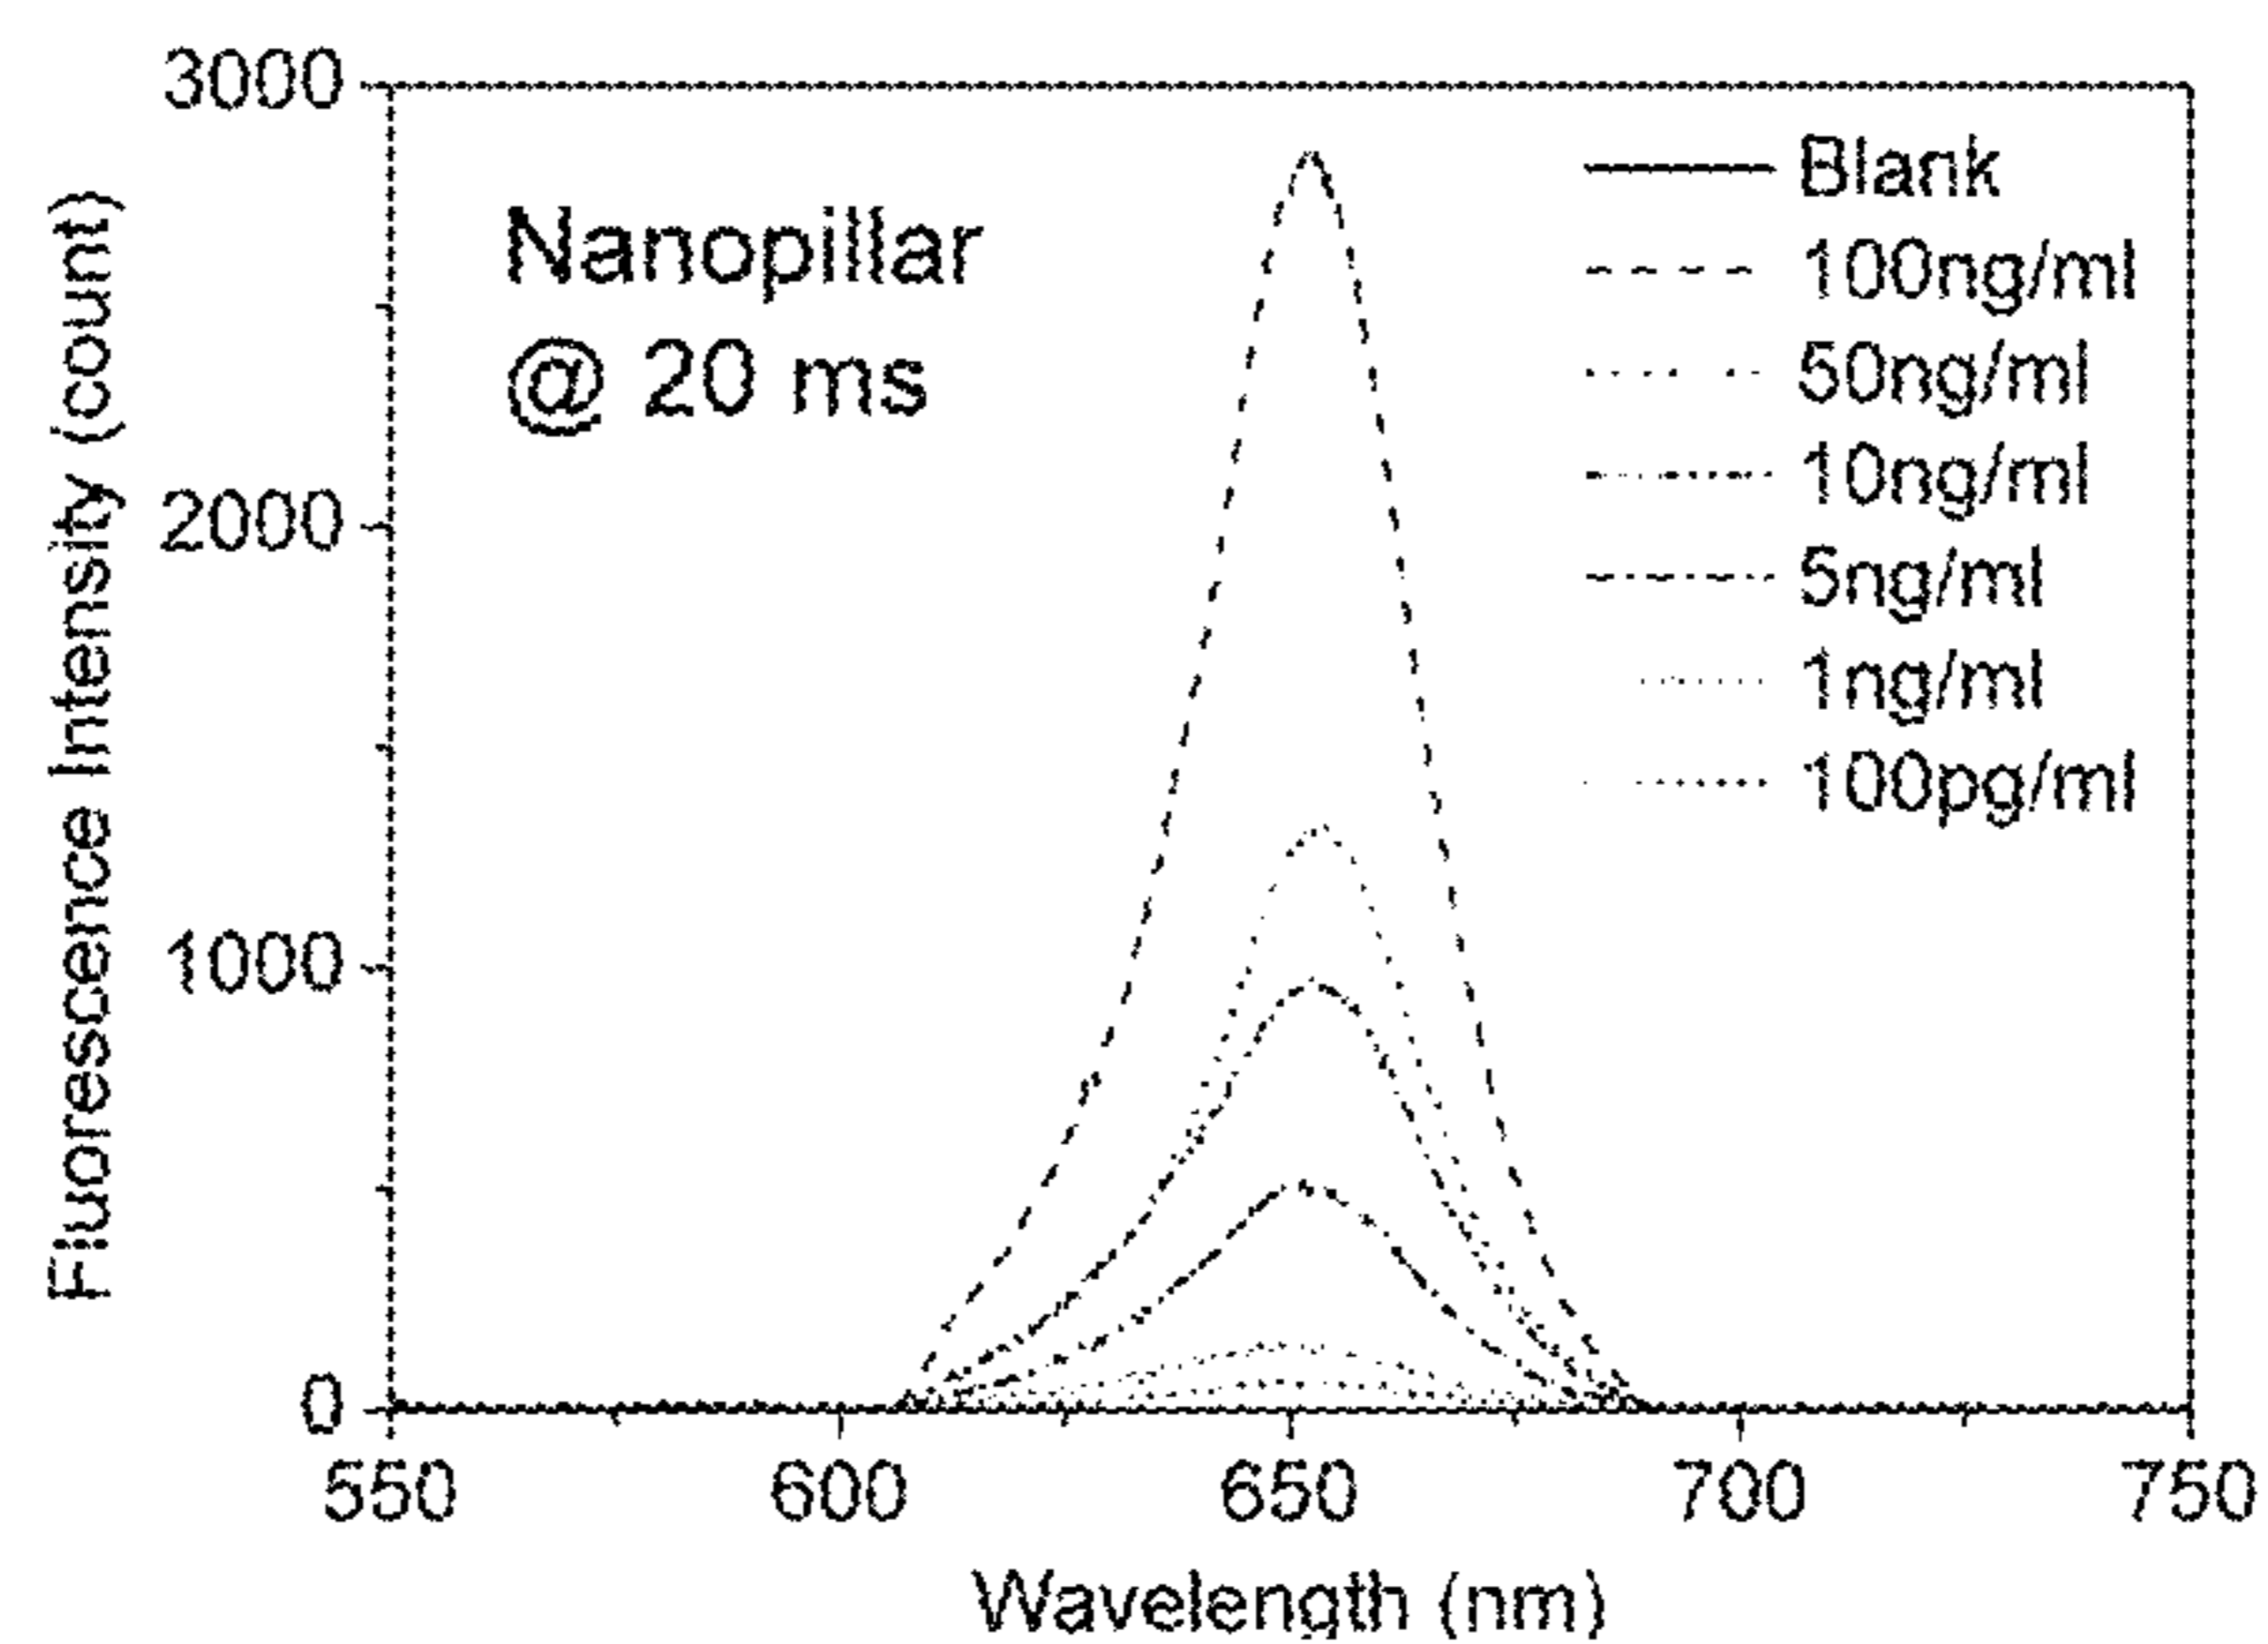 3000
2000
1000
0
Fluorescence Intensity (count)
Nanopillar
@ 20 ms
Blank
100ng/ml
50ng/ml
10ng/ml
5ng/ml
1ng/ml
100pg/ml
550 600 650 700 750
Wavelength (nm)